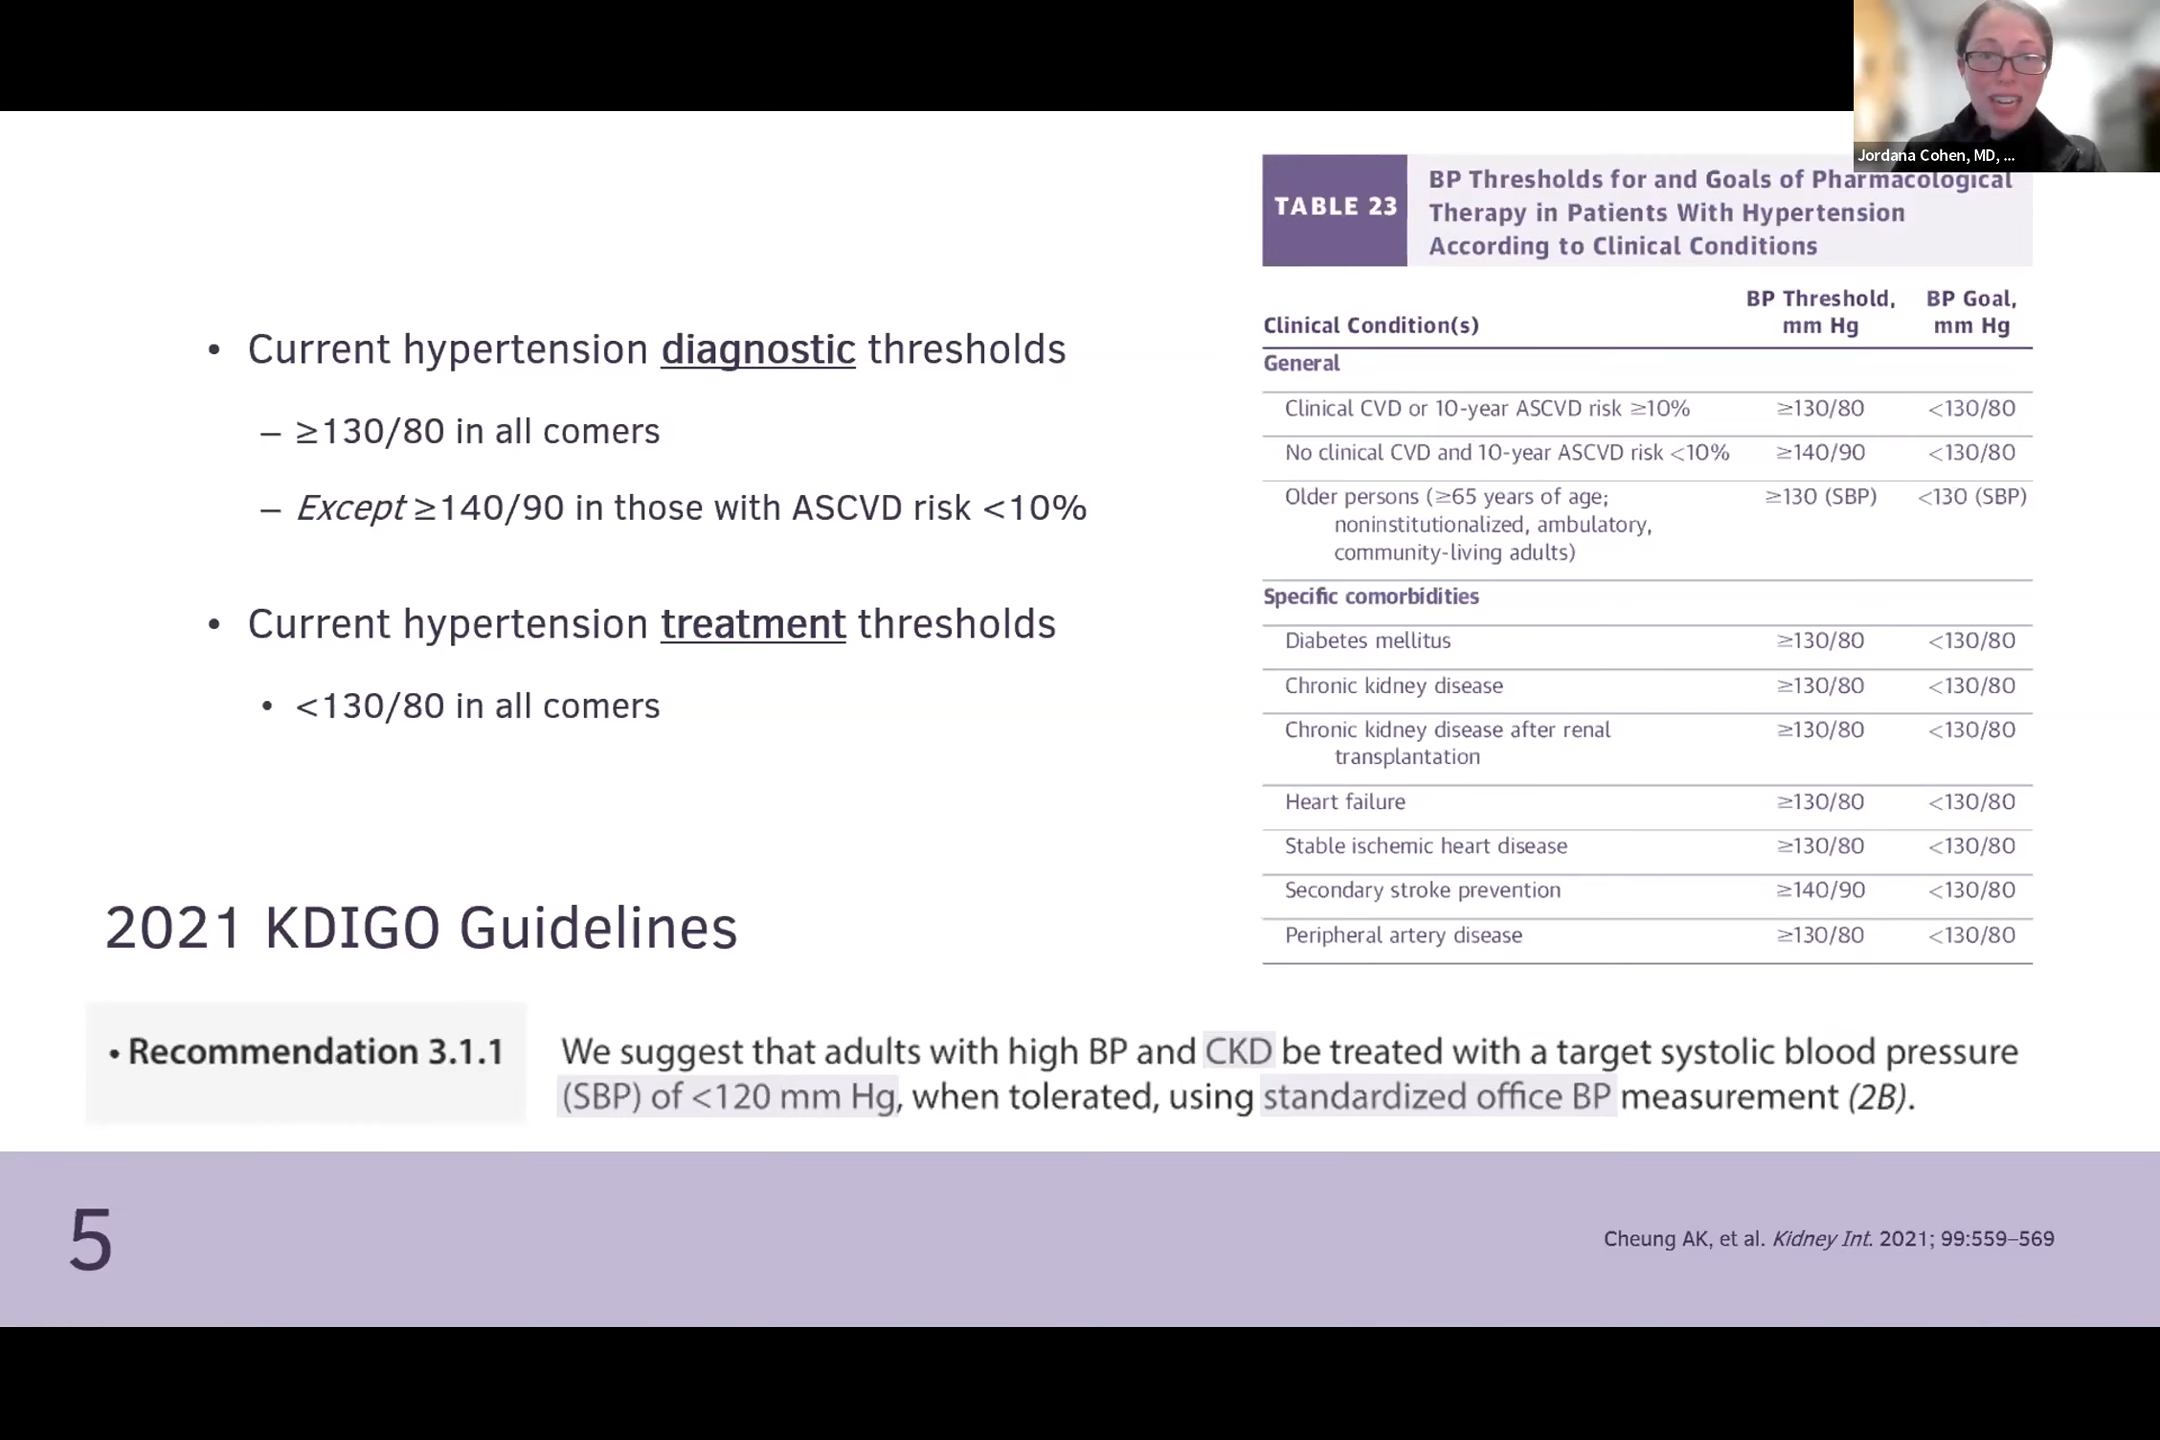 Jordana Cohen, MD, ...
• Current hypertension diagnostic thresholds
– ≥130/80 in all comers
– Except ≥140/90 in those with ASCVD risk <10%
• Current hypertension treatment thresholds
• <130/80 in all comers
TABLE 23
BP Thresholds for and Goals of Pharmacological
Therapy in Patients With Hypertension
According to Clinical Conditions
Clinical Condition(s) BP Threshold, mm Hg BP Goal, mm Hg
General
Clinical CVD or 10-year ASCVD risk ≥10% ≥130/80 <130/80
No clinical CVD and 10-year ASCVD risk <10% ≥140/90 <130/80
Older persons (≥65 years of age; ≥130 (SBP) <130 (SBP)
noninstitutionalized, ambulatory,
community-living adults)
Specific comorbidities
Diabetes mellitus ≥130/80 <130/80
Chronic kidney disease ≥130/80 <130/80
Chronic kidney disease after renal ≥130/80 <130/80
transplantation
Heart failure ≥130/80 <130/80
Stable ischemic heart disease ≥130/80 <130/80
Secondary stroke prevention ≥140/90 <130/80
Peripheral artery disease ≥130/80 <130/80
2021 KDIGO Guidelines
• Recommendation 3.1.1
We suggest that adults with high BP and CKD be treated with a target systolic blood pressure
(SBP) of <120 mm Hg, when tolerated, using standardized office BP measurement (2B).
5
Cheung AK, et al. Kidney Int. 2021; 99:559–569